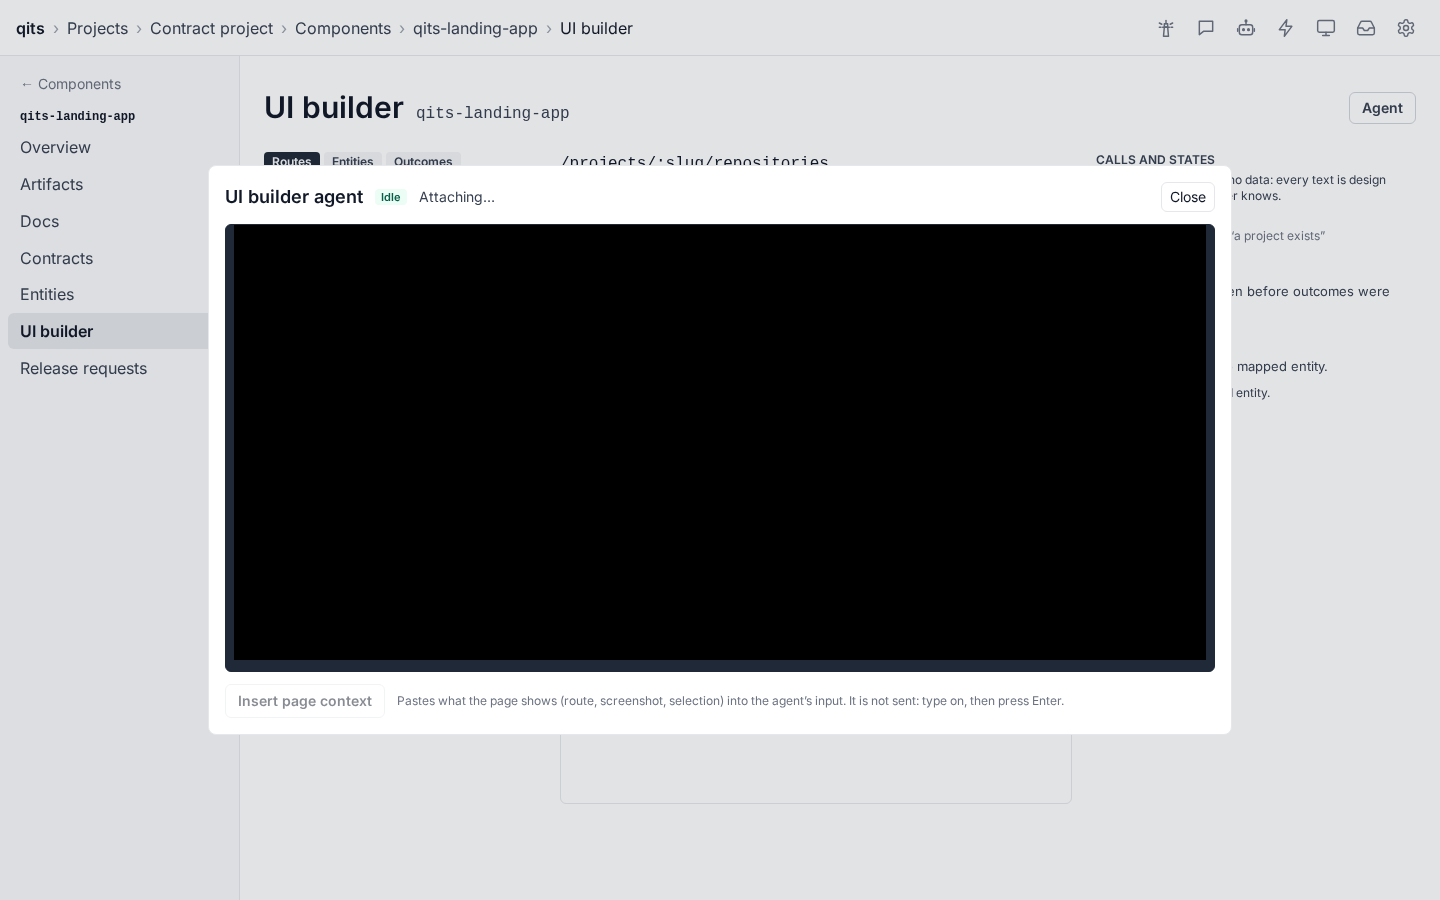 qits › Projects › Contract project › Components › qits-landing-app › UI builder
← Components
qits-landing-app
Overview
Artifacts
Docs
Contracts
Entities
UI builder
Release requests
UI builder qits-landing-app
Agent
Routes Entities Outcomes
/projects/:slug/repositories
CALLS AND STATES
no data: every text is design
knows.
“a project exists”
before outcomes were
mapped entity.
entity.
UI builder agent Idle Attaching…
Close
Insert page context
Pastes what the page shows (route, screenshot, selection) into the agent’s input. It is not sent: type on, then press Enter.